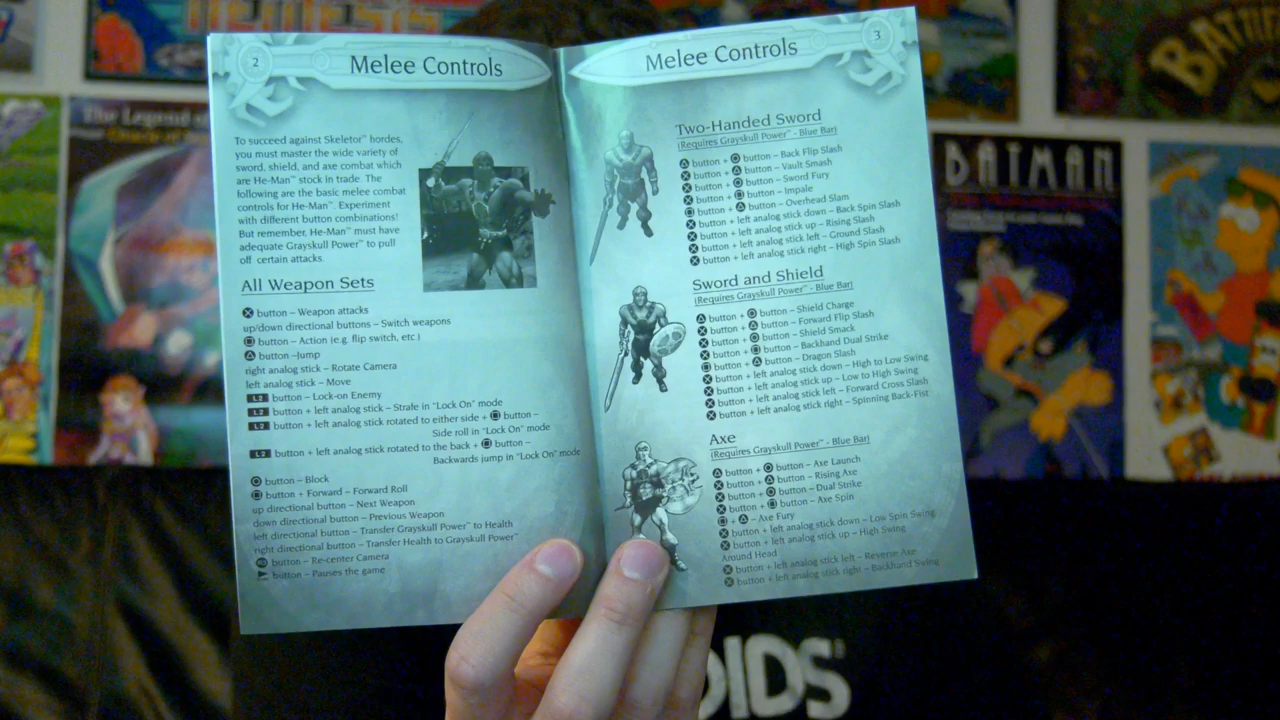 NEMESIS
BATTLE
The Legend of
BATMAN
2
Melee Controls
To succeed against Skeletor™ hordes,
you must master the wide variety of
sword, shield, and axe combat which
are He-Man™ stock in trade. The
following are the basic melee combat
controls for He-Man™. Experiment
with different button combinations!
But remember, He-Man™ must have
adequate Grayskull Power™ to pull
off certain attacks.
All Weapon Sets
button – Weapon attacks
up/down directional buttons – Switch weapons
button – Action (e.g. flip switch, etc.)
button –Jump
right analog stick – Rotate Camera
left analog stick – Move
L2 button – Lock-on Enemy
L2 button + left analog stick – Strafe in “Lock On” mode
L2 button + left analog stick rotated to either side + button –
Side roll in “Lock On” mode
L2 button + left analog stick rotated to the back + button –
Backwards jump in “Lock On” mode
button – Block
button + Forward – Forward Roll
up directional button – Next Weapon
down directional button – Previous Weapon
left directional button – Transfer Grayskull Power™ to Health
right directional button – Transfer Health to Grayskull Power™
R3 button – Re-center Camera
button – Pauses the game
Melee Controls
3
Two-Handed Sword
(Requires Grayskull Power™ - Blue Bar)
button + button – Back Flip Slash
button + button – Vault Smash
button + button – Sword Fury
button + button – Impale
button + button – Overhead Slam
button + left analog stick down – Back Spin Slash
button + left analog stick up – Rising Slash
button + left analog stick left – Ground Slash
button + left analog stick right – High Spin Slash
Sword and Shield
(Requires Grayskull Power™ - Blue Bar)
button + button – Shield Charge
button + button – Forward Flip Slash
button + button – Shield Smack
button + button – Backhand Dual Strike
button + button – Dragon Slash
button + left analog stick down – High to Low Swing
button + left analog stick up – Low to High Swing
button + left analog stick left – Forward Cross Slash
button + left analog stick right – Spinning Back-Fist
Axe
(Requires Grayskull Power™ - Blue Bar)
button + button – Axe Launch
button + button – Rising Axe
button + button – Dual Strike
button + button – Axe Spin
+ – Axe Fury
button + left analog stick down – Low Spin Swing
button + left analog stick up – High Swing
Around Head
button + left analog stick left – Reverse Axe
button + left analog stick right – Backhand Swing
OIDS